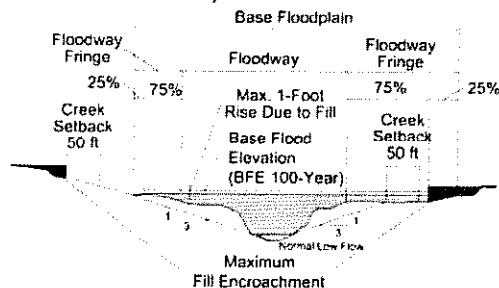 Base Floodplain
Floodway
Fringe
Floodway
Floodway
Fringe
25%
75%
Max. 1-Foot
Rise Due to Fill
75%
25%
Creek
Setback
50 ft
Base Flood
Elevation
(BFE 100-Year)
Creek
Setback
50 ft
1
3
1
Normal Low Flow
Maximum
Fill Encroachment